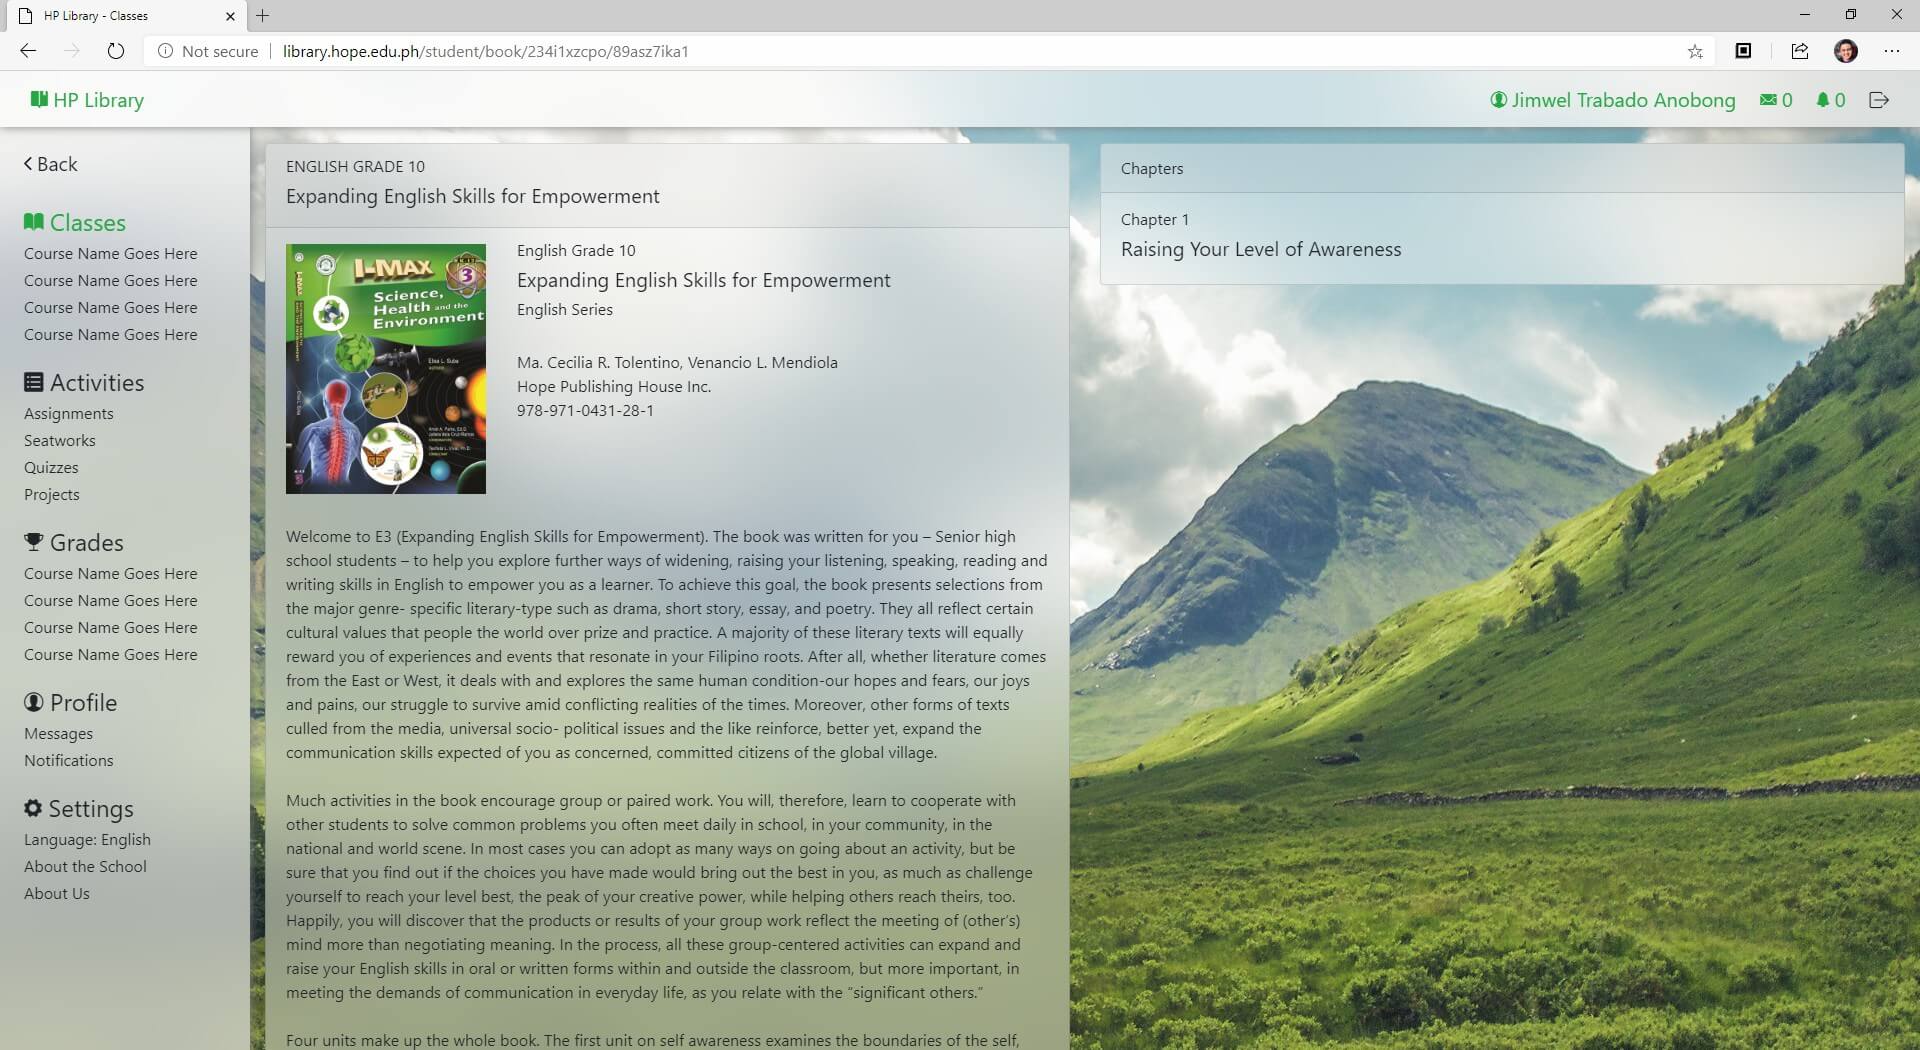 HP Library - Classes
Not secure
library.hope.edu.ph/student/book/234i1xzcpo/89asz7ika1
HP Library
Jimwel Trabado Anobong
0
0
Back
Classes
Course Name Goes Here
Course Name Goes Here
Course Name Goes Here
Course Name Goes Here
Activities
Assignments
Seatworks
Quizzes
Projects
Grades
Course Name Goes Here
Course Name Goes Here
Course Name Goes Here
Course Name Goes Here
Profile
Messages
Notifications
Settings
Language: English
About the School
About Us
ENGLISH GRADE 10
Expanding English Skills for Empowerment
I-MAX
3
Science,
Health and the
Environment
Elisa L. Suba
English Grade 10
Expanding English Skills for Empowerment
English Series
Ma. Cecilia R. Tolentino, Venancio L. Mendiola
Hope Publishing House Inc.
978-971-0431-28-1
Welcome to E3 (Expanding English Skills for Empowerment). The book was written for you – Senior high
school students – to help you explore further ways of widening, raising your listening, speaking, reading and
writing skills in English to empower you as a learner. To achieve this goal, the book presents selections from
the major genre- specific literary-type such as drama, short story, essay, and poetry. They all reflect certain
cultural values that people the world over prize and practice. A majority of these literary texts will equally
reward you of experiences and events that resonate in your Filipino roots. After all, whether literature comes
from the East or West, it deals with and explores the same human condition-our hopes and fears, our joys
and pains, our struggle to survive amid conflicting realities of the times. Moreover, other forms of texts
culled from the media, universal socio- political issues and the like reinforce, better yet, expand the
communication skills expected of you as concerned, committed citizens of the global village.
Much activities in the book encourage group or paired work. You will, therefore, learn to cooperate with
other students to solve common problems you often meet daily in school, in your community, in the
national and world scene. In most cases you can adopt as many ways on going about an activity, but be
sure that you find out if the choices you have made would bring out the best in you, as much as challenge
yourself to reach your level best, the peak of your creative power, while helping others reach theirs, too.
Happily, you will discover that the products or results of your group work reflect the meeting of (other's)
mind more than negotiating meaning. In the process, all these group-centered activities can expand and
raise your English skills in oral or written forms within and outside the classroom, but more important, in
meeting the demands of communication in everyday life, as you relate with the “significant others.”
Four units make up the whole book. The first unit on self awareness examines the boundaries of the self,
Chapters
Chapter 1
Raising Your Level of Awareness